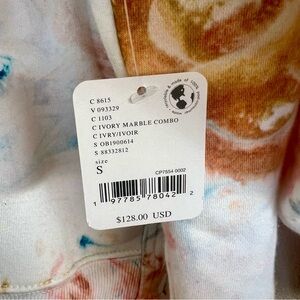 C 8615
V 093329
C 1103
C IVORY MARBLE COMBO
C IVRY/IVOIR
S OB1900614
S 88332812
size
S
CP7554 0002
1 97785 78042 2
$128.00 USD